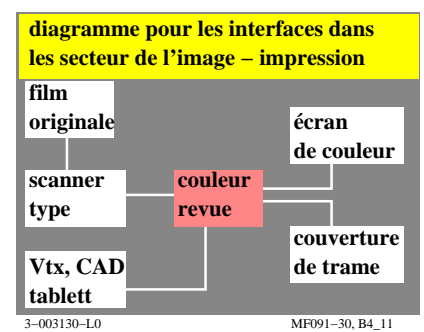 diagramme pour les interfaces dans
les secteur de l'image – impression
film
originale
écran
de couleur
scanner
type
couleur
revue
couverture
de trame
Vtx, CAD
tablett
3–003130–L0
MF091–30, B4_11